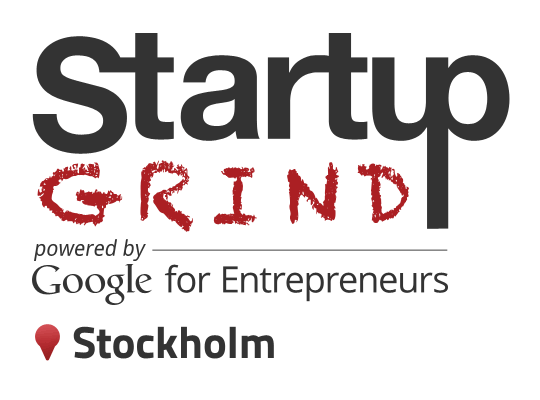 Startup
GRIND
powered by
Google for Entrepreneurs
Stockholm